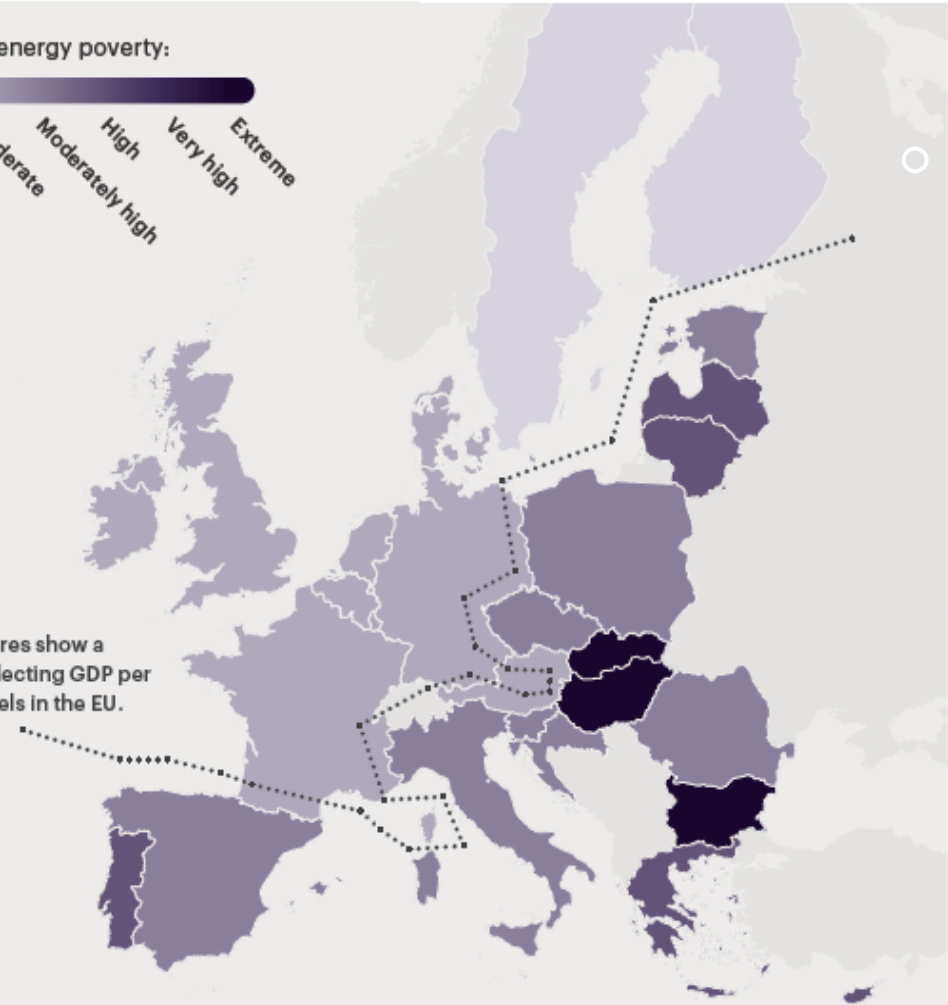 energy poverty:
derate
Moderately high
High
Very high
Extreme
res show a
lecting GDP per
els in the EU.